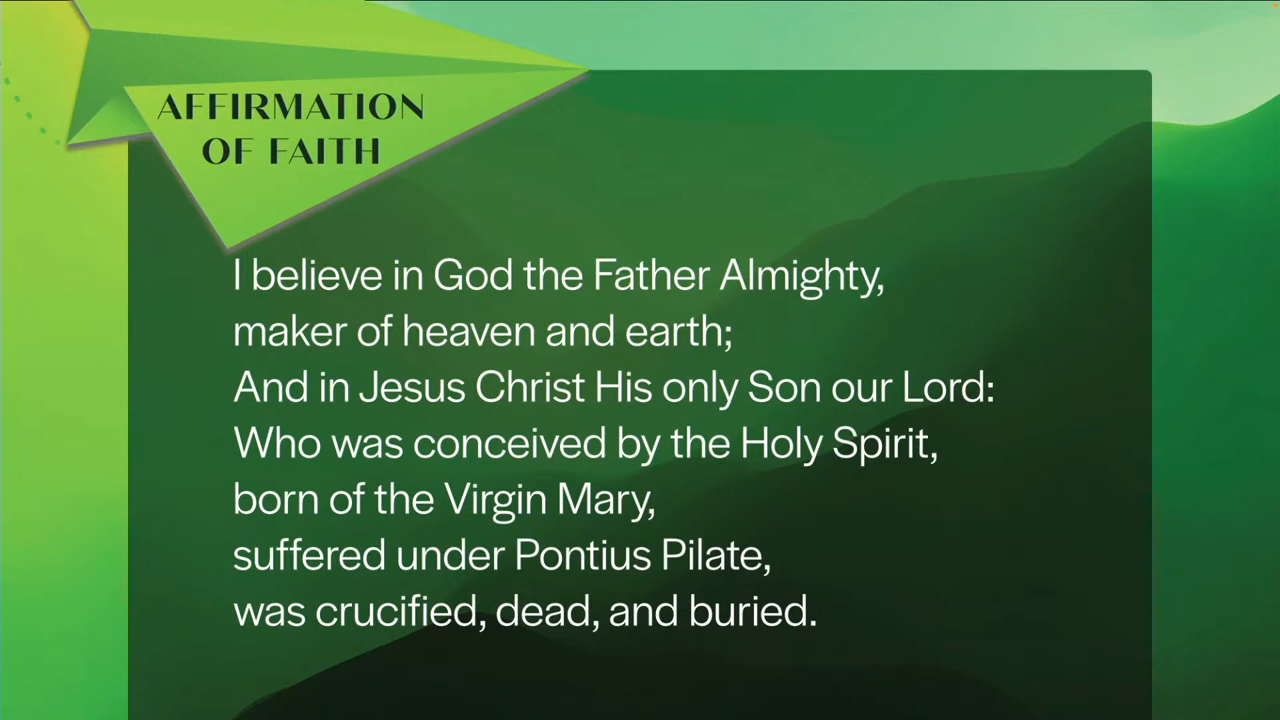 AFFIRMATION
OF FAITH
I believe in God the Father Almighty,
maker of heaven and earth;
And in Jesus Christ His only Son our Lord:
Who was conceived by the Holy Spirit,
born of the Virgin Mary,
suffered under Pontius Pilate,
was crucified, dead, and buried.